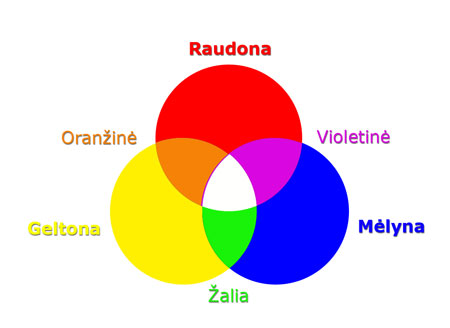 Raudona
Oranžinė
Violetinė
Geltona
Mėlyna
Žalia